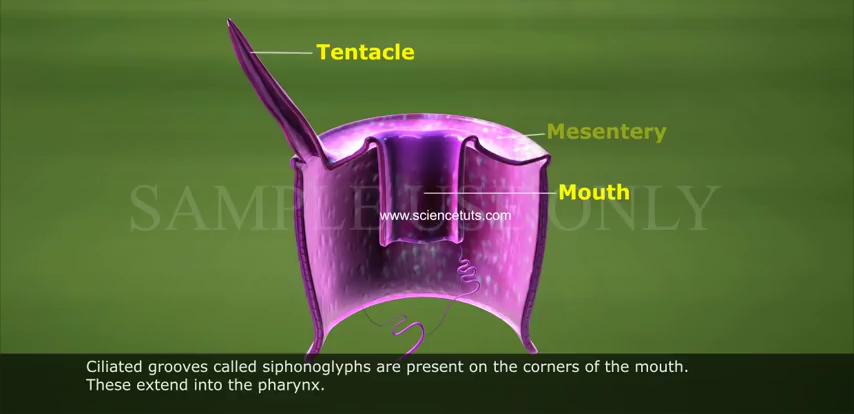 Tentacle
Mesentery
Mouth
SAMPLE USE ONLY
www.sciencetuts.com
Ciliated grooves called siphonoglyphs are present on the corners of the mouth.
These extend into the pharynx.